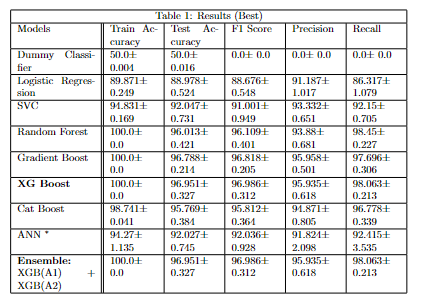 Table 1: Results (Best)
Models Train Ac- Test Ac- F1 Score Precision Recall
curacy curacy
Dummy Classi- 50.0± 50.0± 0.0± 0.0 0.0± 0.0 0.0± 0.0
fier 0.004 0.016
Logistic Regres- 89.871± 88.978± 88.676± 91.187± 86.317±
sion 0.249 0.524 0.548 1.017 1.079
SVC 94.831± 92.047± 91.001± 93.332± 92.15±
0.169 0.731 0.949 0.651 0.705
Random Forest 100.0± 96.013± 96.109± 93.88± 98.45±
0.0 0.421 0.401 0.681 0.227
Gradient Boost 100.0± 96.788± 96.818± 95.958± 97.696±
0.0 0.214 0.205 0.501 0.306
XG Boost 100.0± 96.951± 96.986± 95.935± 98.063±
0.0 0.327 0.312 0.618 0.213
Cat Boost 98.741± 95.769± 95.812± 94.871± 96.778±
0.041 0.384 0.364 0.805 0.339
ANN * 94.27± 92.027± 92.036± 91.824± 92.415±
1.135 0.745 0.928 2.098 3.535
Ensemble: 100.0± 96.951± 96.986± 95.935± 98.063±
XGB(A1) + 0.0 0.327 0.312 0.618 0.213
XGB(A2)